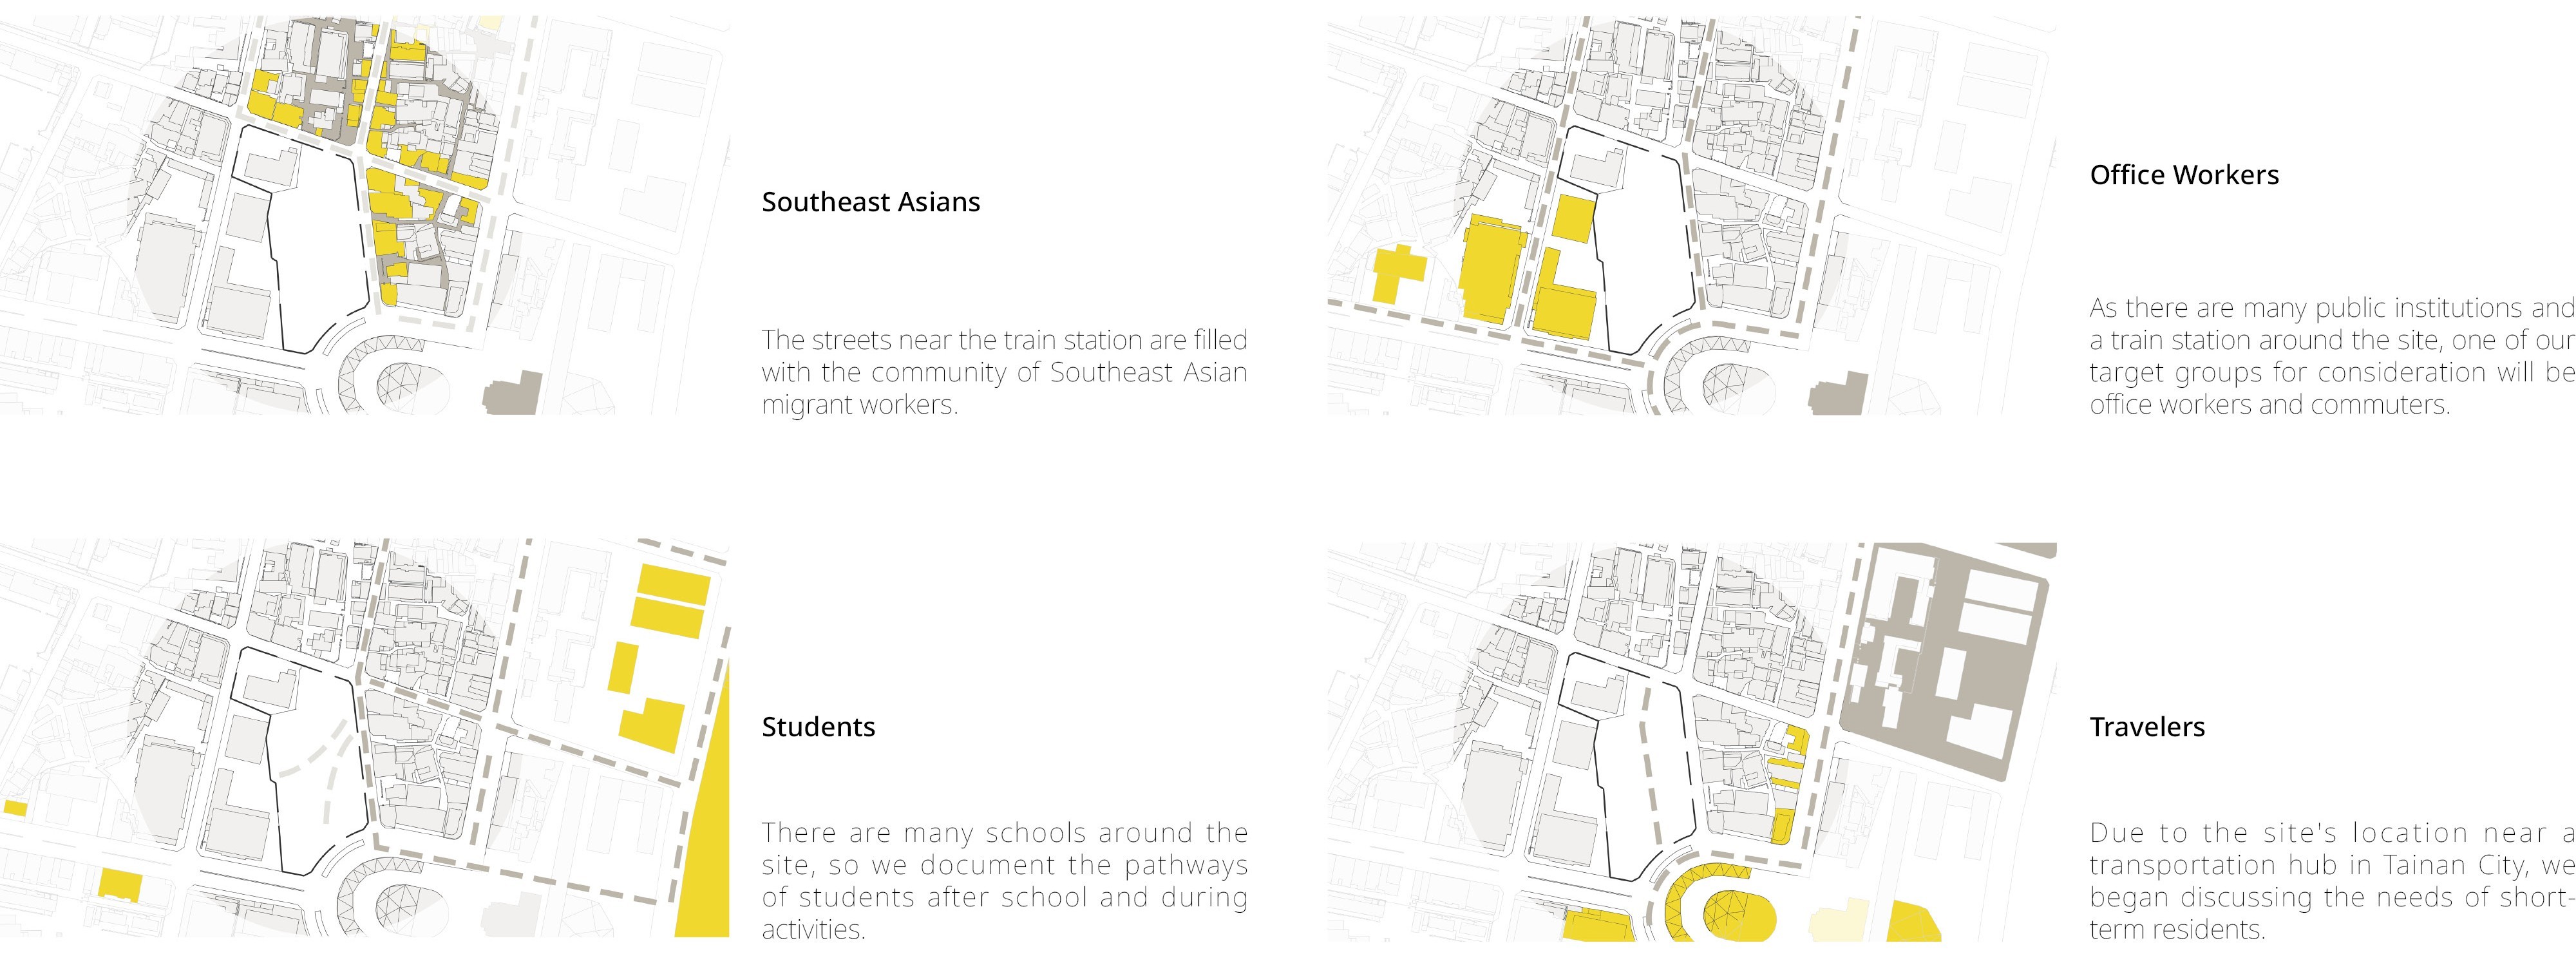 Southeast Asians
The streets near the train station are filled
with the community of Southeast Asian
migrant workers.
Office Workers
As there are many public institutions and
a train station around the site, one of our
target groups for consideration will be
office workers and commuters.
Students
There are many schools around the
site, so we document the pathways
of students after school and during
activities.
Travelers
Due to the site's location near a
transportation hub in Tainan City, we
began discussing the needs of short-
term residents.